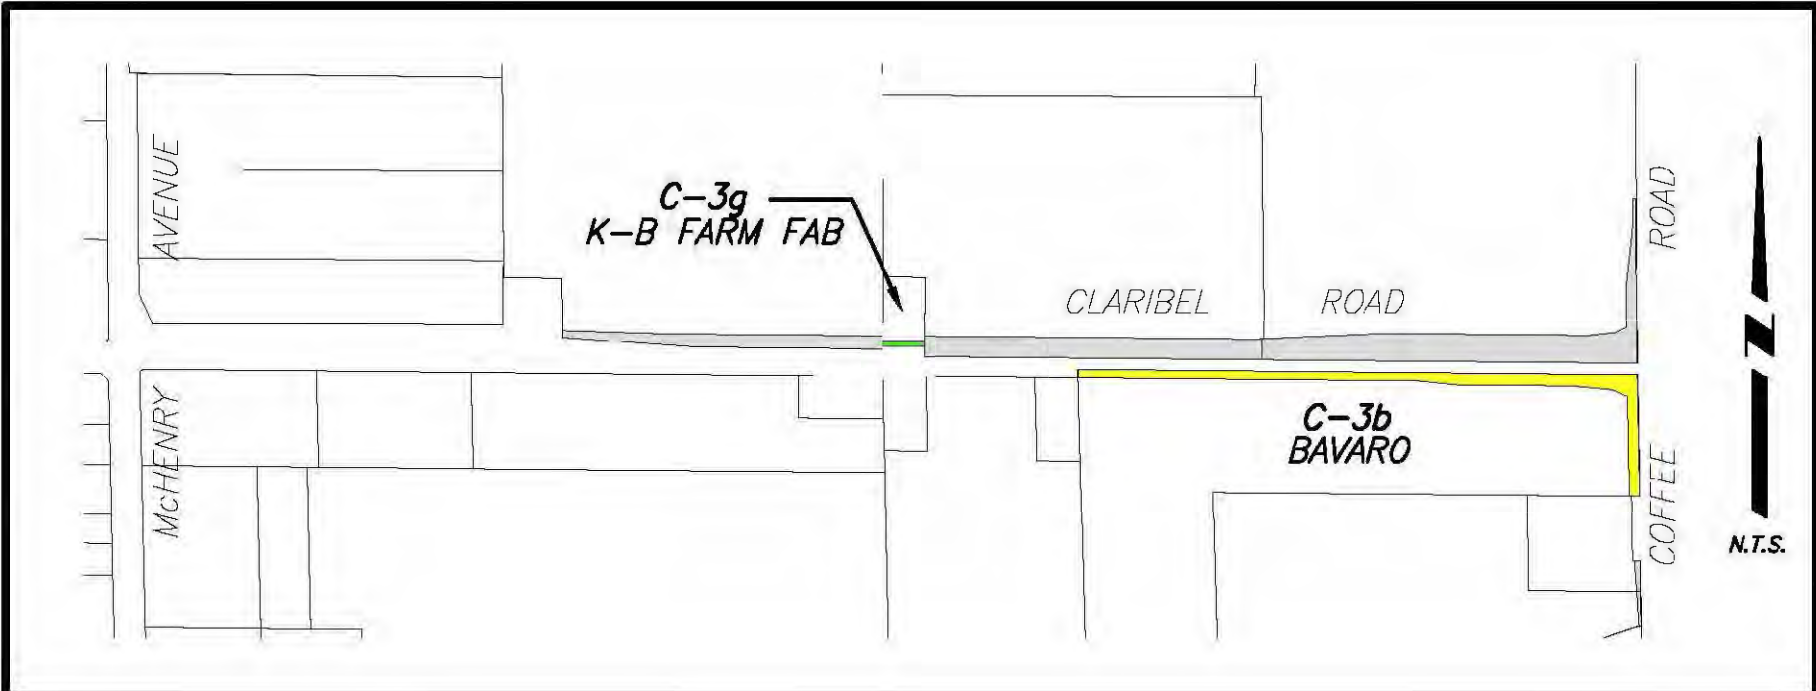 AVENUE
McHENRY
C-3g
K-B FARM FAB
CLARIBEL ROAD
C-3b
BAVARO
ROAD
COFFEE
N
N.T.S.